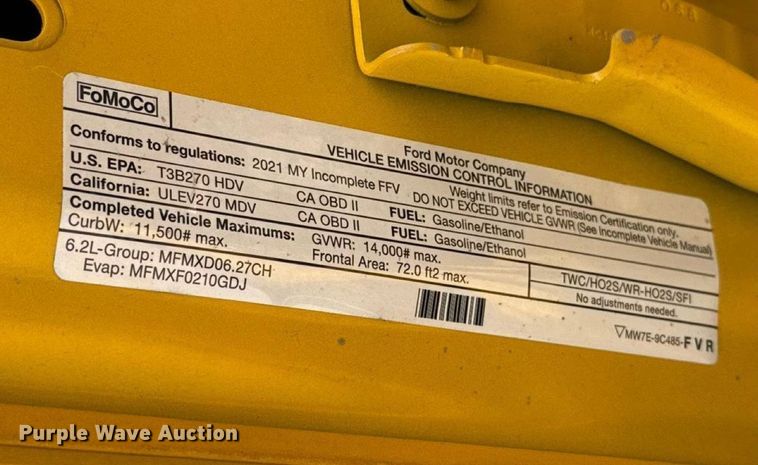 FoMoCo
Ford Motor Company
VEHICLE EMISSION CONTROL INFORMATION
Conforms to regulations: 2021 MY Incomplete FFV
Weight limits refer to Emission Certification only.
DO NOT EXCEED VEHICLE GVWR (See Incomplete Vehicle Manual)
U.S. EPA: T3B270 HDV CA OBD II FUEL: Gasoline/Ethanol
California: ULEV270 MDV CA OBD II FUEL: Gasoline/Ethanol
Completed Vehicle Maximums: GVWR: 14,000# max.
CurbW: 11,500# max. Frontal Area: 72.0 ft2 max.
6.2L-Group: MFMXD06.27CH
Evap: MFMXF0210GDJ
TWC/HO2S/WR-HO2S/SFI
No adjustments needed.
MW7E-9C485-FVR
Purple Wave Auction